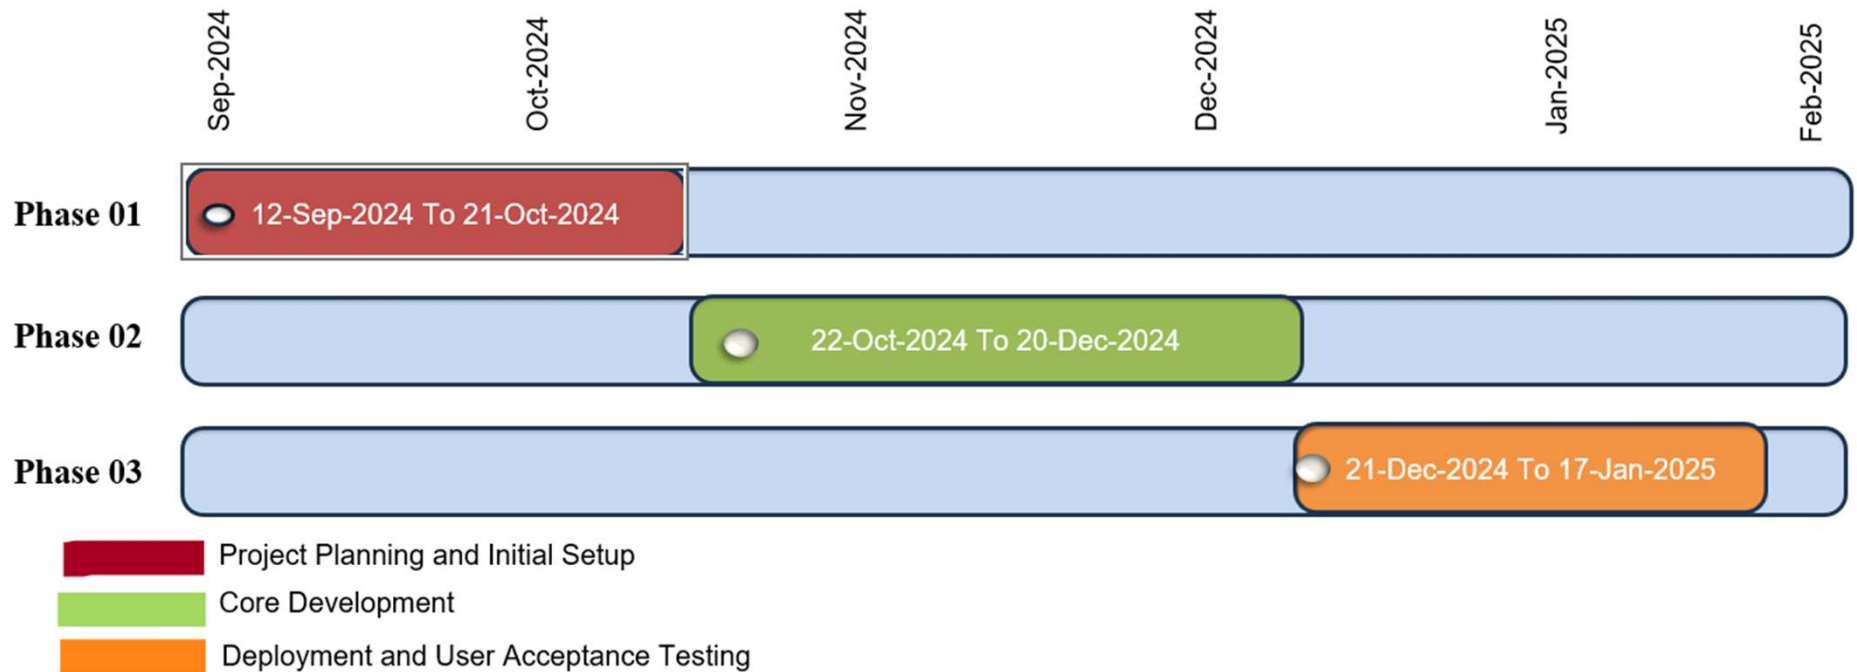 Sep-2024
Oct-2024
Nov-2024
Dec-2024
Jan-2025
Feb-2025
Phase 01
12-Sep-2024 To 21-Oct-2024
Phase 02
22-Oct-2024 To 20-Dec-2024
Phase 03
21-Dec-2024 To 17-Jan-2025
Project Planning and Initial Setup
Core Development
Deployment and User Acceptance Testing